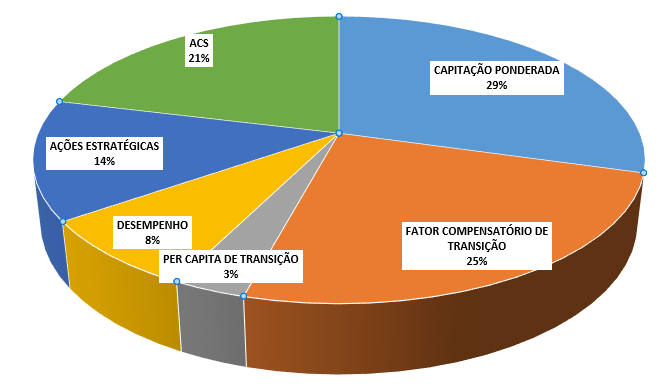 ACS
21%
CAPITAÇÃO PONDERADA
29%
AÇÕES ESTRATÉGICAS
14%
DESEMPENHO
8%
FATOR COMPENSATÓRIO DE
TRANSIÇÃO
25%
PER CAPITA DE TRANSIÇÃO
3%